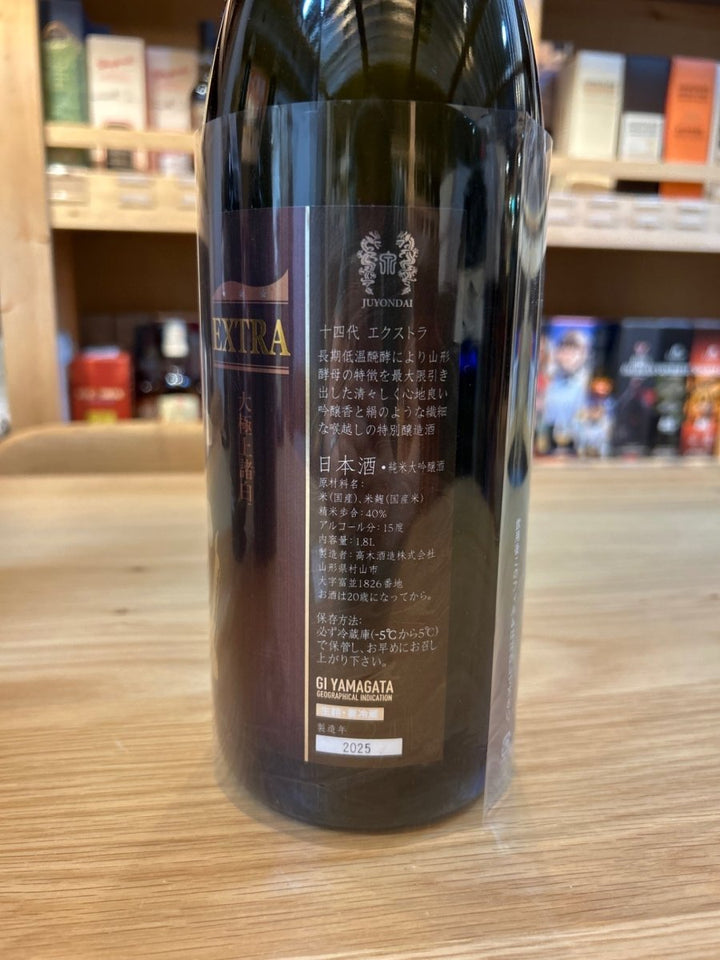 EXTRA
大極上諸白
JUYONDAI
十四代 エクストラ
長期低温醗酵により山形
酵母の特徴を最大限引き
出した清々しく心地良い
吟醸香と絹のような繊細
な喉越しの特別醸造酒
日本酒・純米大吟醸酒
原材料名:
米(国産)、米麹(国産米)
精米歩合:40%
アルコール分:15度
内容量:1.8L
製造者:高木酒造株式会社
山形県村山市
大字富並1826番地
お酒は20歳になってから。
保存方法:
必ず冷蔵庫(-5℃から5℃)
で保管し、お早めにお召し
上がり下さい。
GI YAMAGATA
GEOGRAPHICAL INDICATION
生詰・要冷蔵
製造年
2025